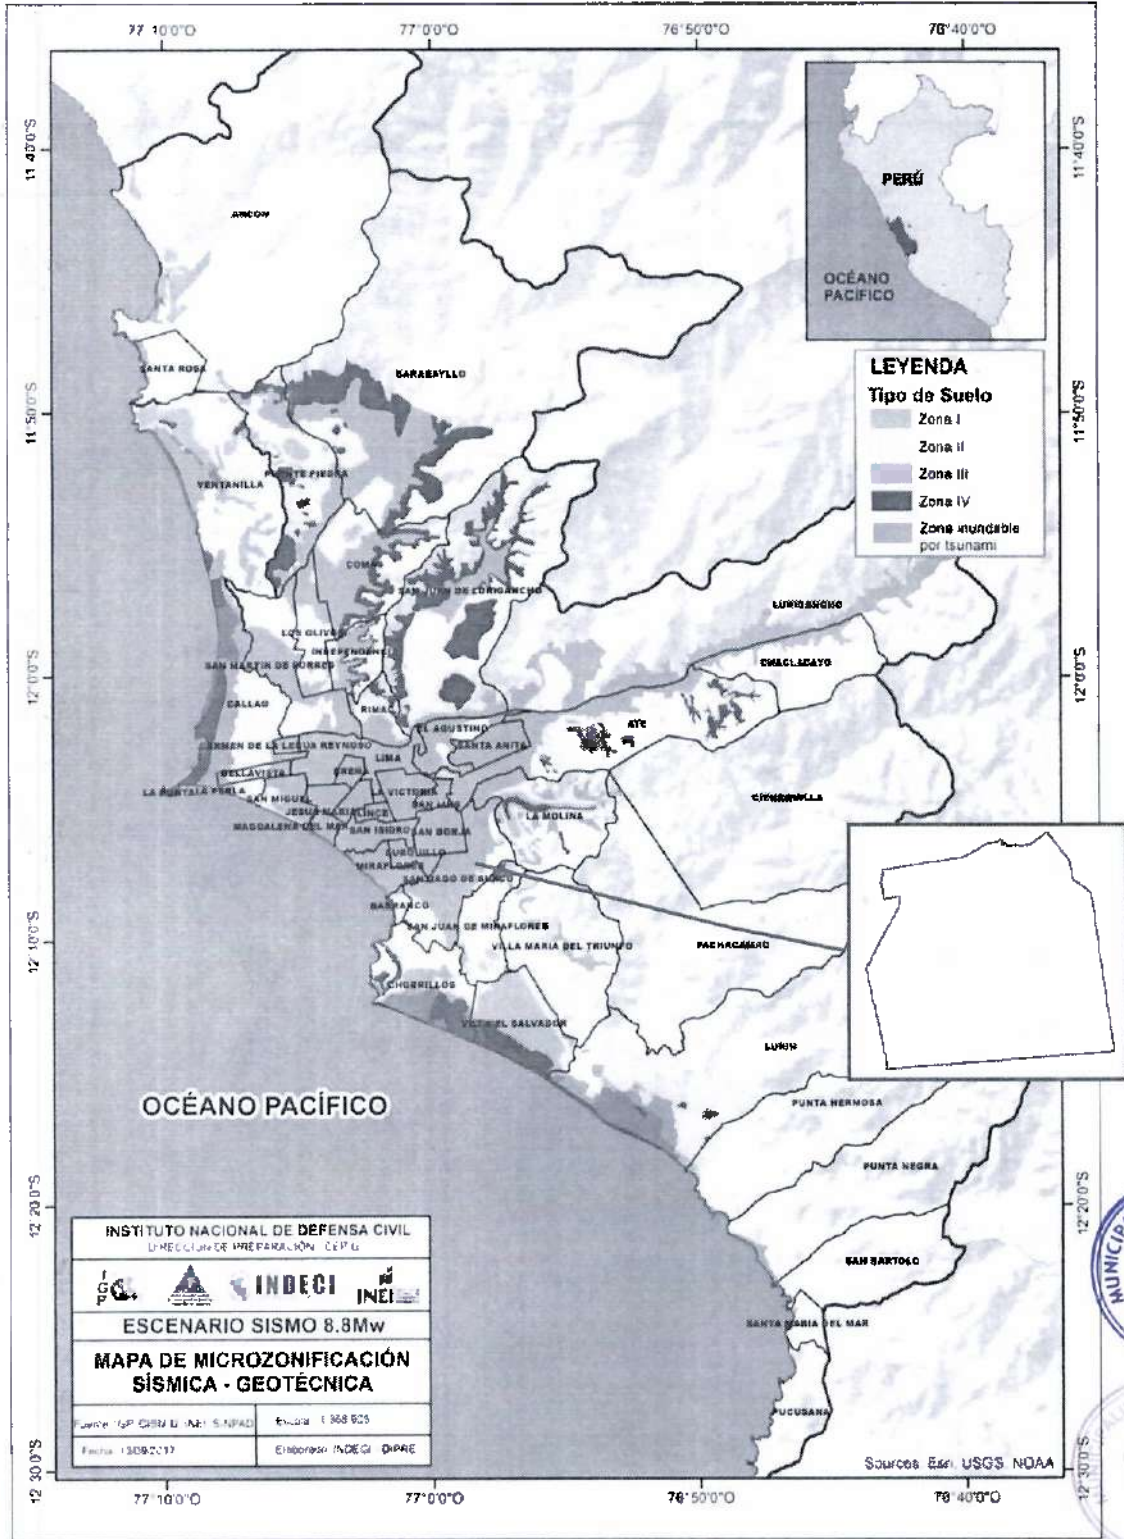 77°10'0"O
77°0'0"O
76°50'0"O
76°40'0"O
11°40'0"S
11°40'0"S
PERÚ
OCÉANO
PACÍFICO
ANCON
LEYENDA
Tipo de Suelo
Zona I
Zona II
Zona III
Zona IV
Zona inundable
por tsunami
SANTA ROSA
CARABAYLLO
11°50'0"S
11°50'0"S
PUENTE PIEDRA
VENTANILLA
COMAS
SAN JUAN DE LURIGANCHO
LURIGANCHO
LOS OLIVOS
INDEPENDENCIA
SAN MARTIN DE PORRES
CHACLACAYO
12°0'0"S
12°0'0"S
CALLAO
RIMAC
EL AGUSTINO
ATE
CARMEN DE LA LEGUA REYNOSO
SANTA ANITA
LIMA
BELLAVISTA
BREÑA
LA PUNTA LA PERLA
LA VICTORIA
CIENEGUILLA
SAN MIGUEL
SAN LUIS
JESUS MARIA LINCE
LA MOLINA
MAGDALENA DEL MAR
SAN ISIDRO
SAN BORJA
SURQUILLO
MIRAFLORES
SANTIAGO DE SURCO
BARRANCO
SAN JUAN DE MIRAFLORES
VILLA MARIA DEL TRIUNFO
PACHACAMAC
12°10'0"S
CHORRILLOS
VILLA EL SALVADOR
LURIN
OCÉANO PACÍFICO
PUNTA HERMOSA
PUNTA NEGRA
12°20'0"S
12°20'0"S
INSTITUTO NACIONAL DE DEFENSA CIVIL
DIRECCIÓN DE PREPARACIÓN
IGP
INDECI
INEI
SAN BARTOLO
ESCENARIO SISMO 8.8Mw
SANTA MARIA DEL MAR
MAPA DE MICROZONIFICACIÓN
SÍSMICA - GEOTÉCNICA
PUCUSANA
Elaborado INDECI DIPRE
Sources Esri, USGS, NOAA
12°30'0"S
12°30'0"S
77°10'0"O
77°0'0"O
76°50'0"O
76°40'0"O